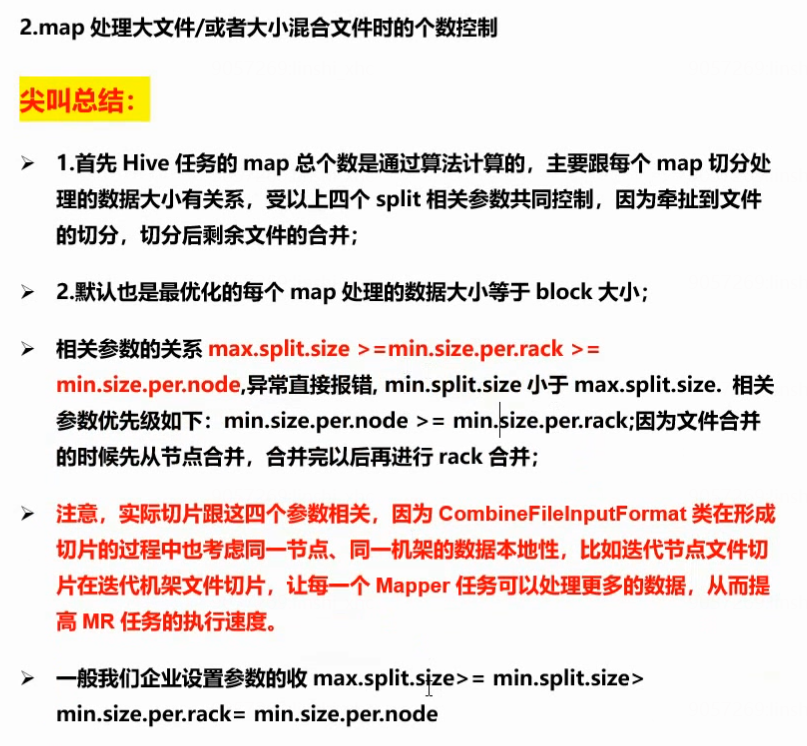 2.map 处理大文件/或者大小混合文件时的个数控制
尖叫总结：
➢ 1.首先 Hive 任务的 map 总个数是通过算法计算的，主要跟每个 map 切分处
理的数据大小有关系，受以上四个 split 相关参数共同控制，因为牵扯到文件
的切分，切分后剩余文件的合并；
➢ 2.默认也是最优化的每个 map 处理的数据大小等于 block 大小；
➢ 相关参数的关系 max.split.size >=min.size.per.rack >=
min.size.per.node,异常直接报错, min.split.size 小于 max.split.size. 相关
参数优先级如下：min.size.per.node >= min.size.per.rack;因为文件合并
的时候先从节点合并，合并完以后再进行 rack 合并；
➢ 注意，实际切片跟这四个参数相关，因为 CombineFileInputFormat 类在形成
切片的过程中也考虑同一节点、同一机架的数据本地性，比如迭代节点文件切
片在迭代机架文件切片，让每一个 Mapper 任务可以处理更多的数据，从而提
高 MR 任务的执行速度。
➢ 一般我们企业设置参数的收 max.split.size>= min.split.size>
min.size.per.rack= min.size.per.node